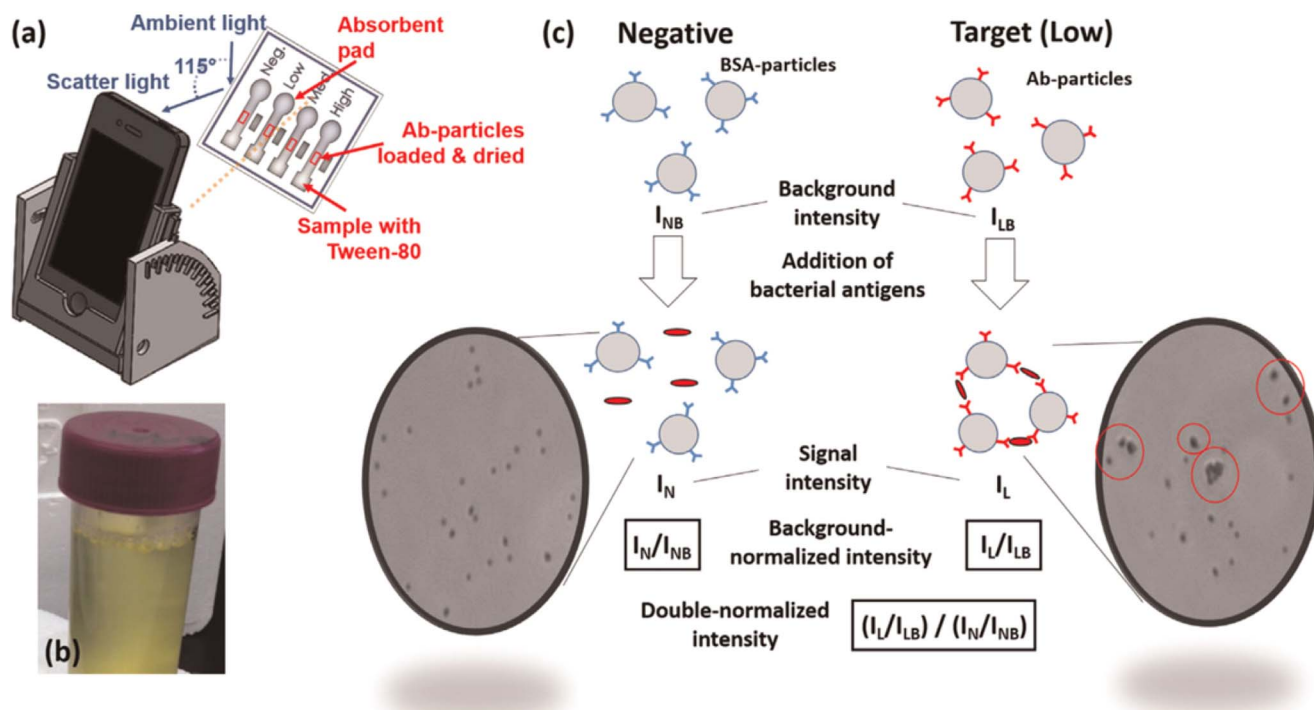 (a)
Ambient light
Scatter light
115º
Neg.
Low
Med
High
Absorbent
pad
Ab-particles
loaded & dried
Sample with
Tween-80
(b)
(c)
Negative
Target (Low)
BSA-particles
Ab-particles
Background
intensity
I_NB
I_LB
Addition of
bacterial antigens
Signal
intensity
I_N
I_L
I_N/I_NB
Background-
normalized intensity
I_L/I_LB
Double-normalized
intensity
(I_L/I_LB) / (I_N/I_NB)